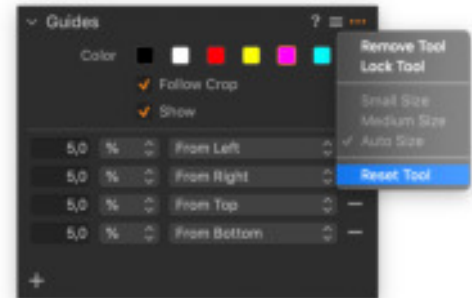 Guides ?
Color
Follow Crop
Show
5,0 % From Left
5,0 % From Right
5,0 % From Top
5,0 % From Bottom
+
Remove Tool
Lock Tool
Small Size
Medium Size
✓ Auto Size
Reset Tool